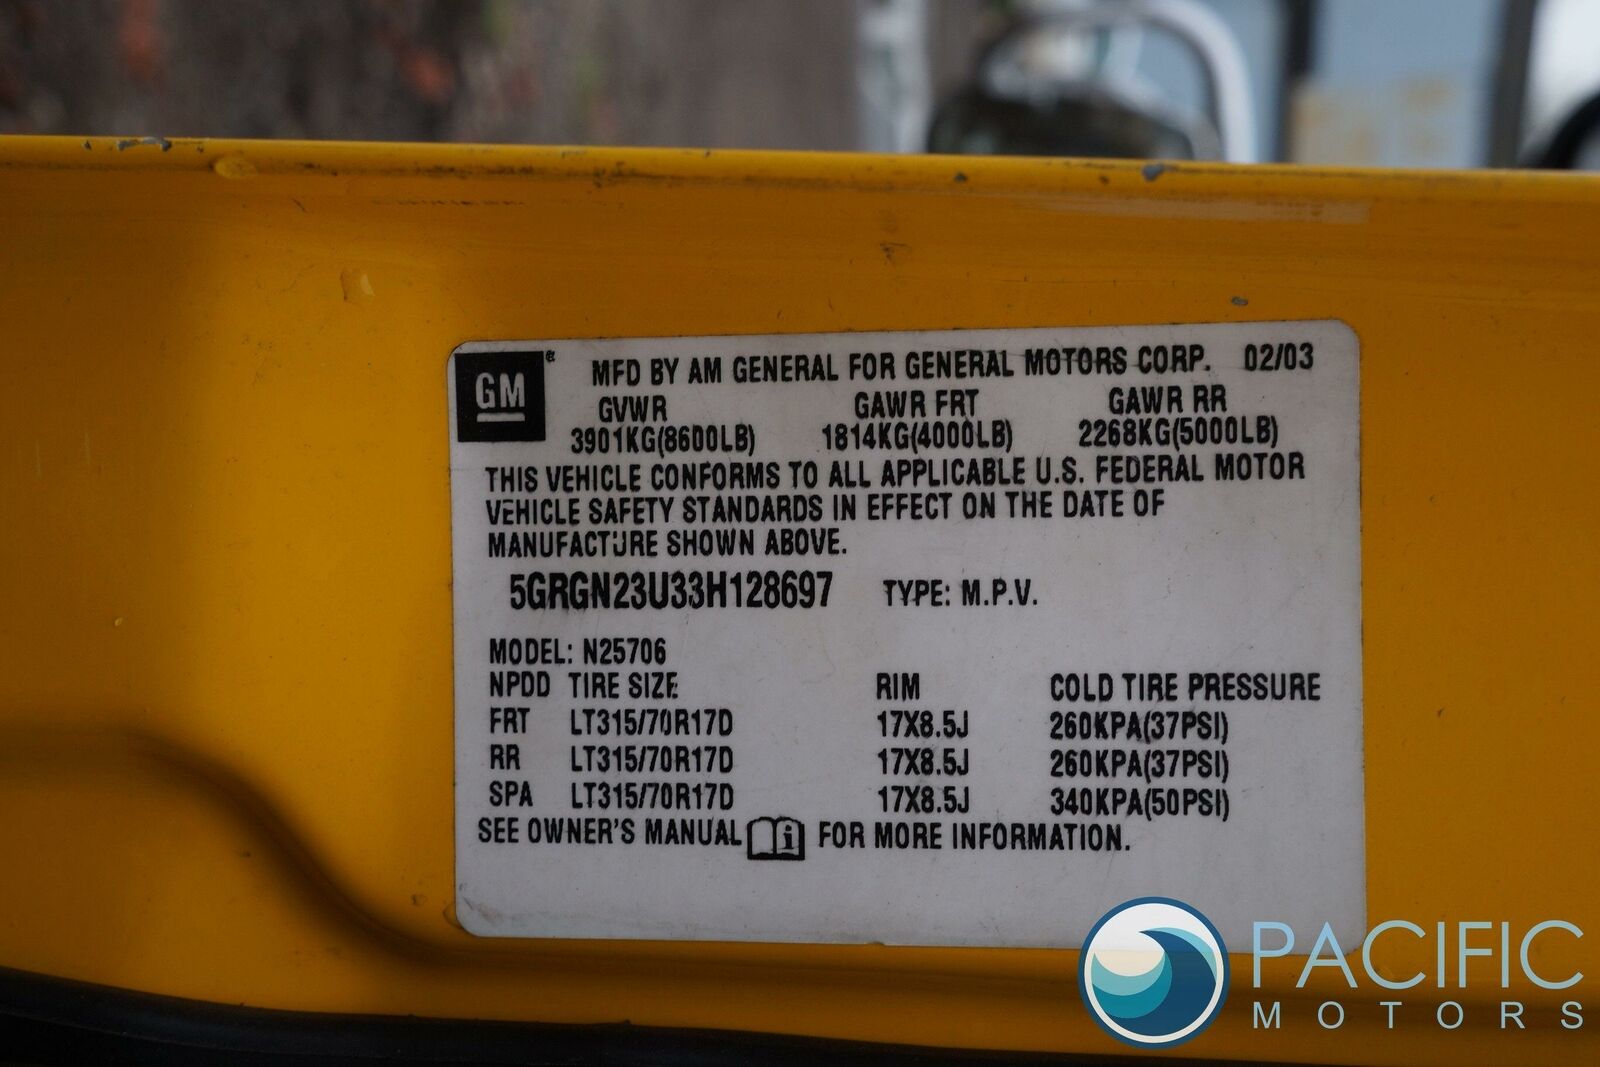 GM ® MFD BY AM GENERAL FOR GENERAL MOTORS CORP. 02/03
GVWR GAWR FRT GAWR RR
3901KG(8600LB) 1814KG(4000LB) 2268KG(5000LB)
THIS VEHICLE CONFORMS TO ALL APPLICABLE U.S. FEDERAL MOTOR
VEHICLE SAFETY STANDARDS IN EFFECT ON THE DATE OF
MANUFACTURE SHOWN ABOVE.
5GRGN23U33H128697 TYPE: M.P.V.
MODEL: N25706
NPDD TIRE SIZE RIM COLD TIRE PRESSURE
FRT LT315/70R17D 17X8.5J 260KPA(37PSI)
RR LT315/70R17D 17X8.5J 260KPA(37PSI)
SPA LT315/70R17D 17X8.5J 340KPA(50PSI)
SEE OWNER'S MANUAL i FOR MORE INFORMATION.
PACIFIC
MOTORS